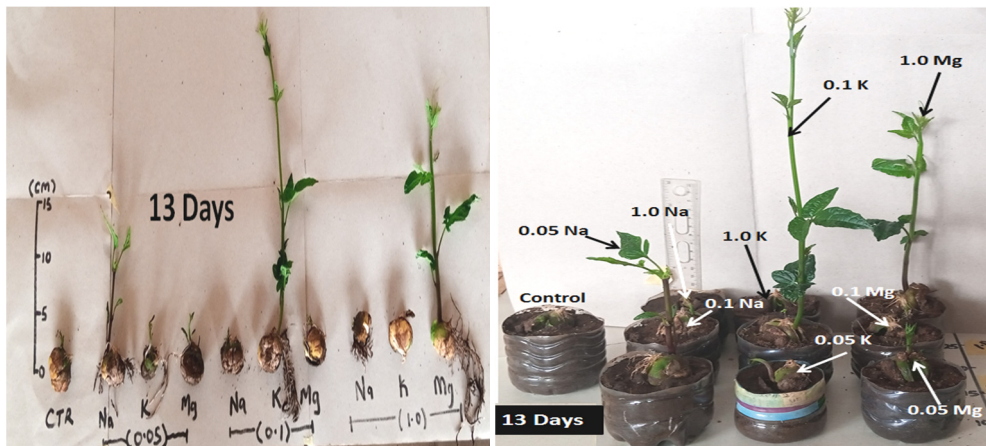 (CM)
15
10
5
0
13 Days
CTR
Na K Mg
(0.05)
Na K Mg
(0.1)
Na K Mg
(1.0)
1.0 Mg
0.1 K
1.0 Na
0.05 Na
1.0 K
Control
0.1 Na
0.1 Mg
0.05 K
0.05 Mg
13 Days